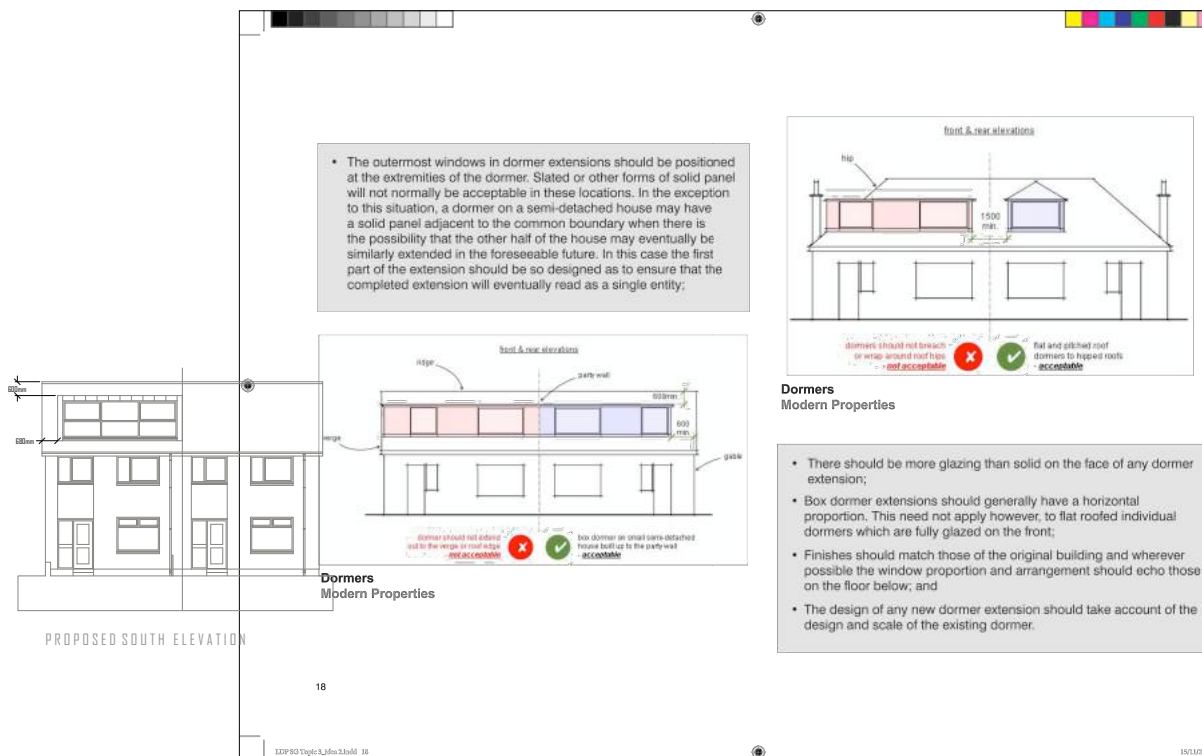 • The outermost windows in dormer extensions should be positioned
at the extremities of the dormer. Slated or other forms of solid panel
will not normally be acceptable in these locations. In the exception
to this situation, a dormer on a semi-detached house may have
a solid panel adjacent to the common boundary when there is
the possibility that the other half of the house may eventually be
similarly extended in the foreseeable future. In this case the first
part of the extension should be so designed as to ensure that the
completed extension will eventually read as a single entity;
front & rear elevations
ridge
party wall
600mm
600
min.
verge
gable
dormer should not extend
out to the verge or roof edge
- not acceptable
box dormer on small semi-detached
house built up to the party wall
- acceptable
Dormers
Modern Properties
600mm
600mm
PROPOSED SOUTH ELEVATION
18
front & rear elevations
hip
1500
min.
dormers should not breach
or wrap around roof hips
- not acceptable
flat and pitched roof
dormers to hipped roofs
- acceptable
Dormers
Modern Properties
• There should be more glazing than solid on the face of any dormer
extension;
• Box dormer extensions should generally have a horizontal
proportion. This need not apply however, to flat roofed individual
dormers which are fully glazed on the front;
• Finishes should match those of the original building and wherever
possible the window proportion and arrangement should echo those
on the floor below; and
• The design of any new dormer extension should take account of the
design and scale of the existing dormer.